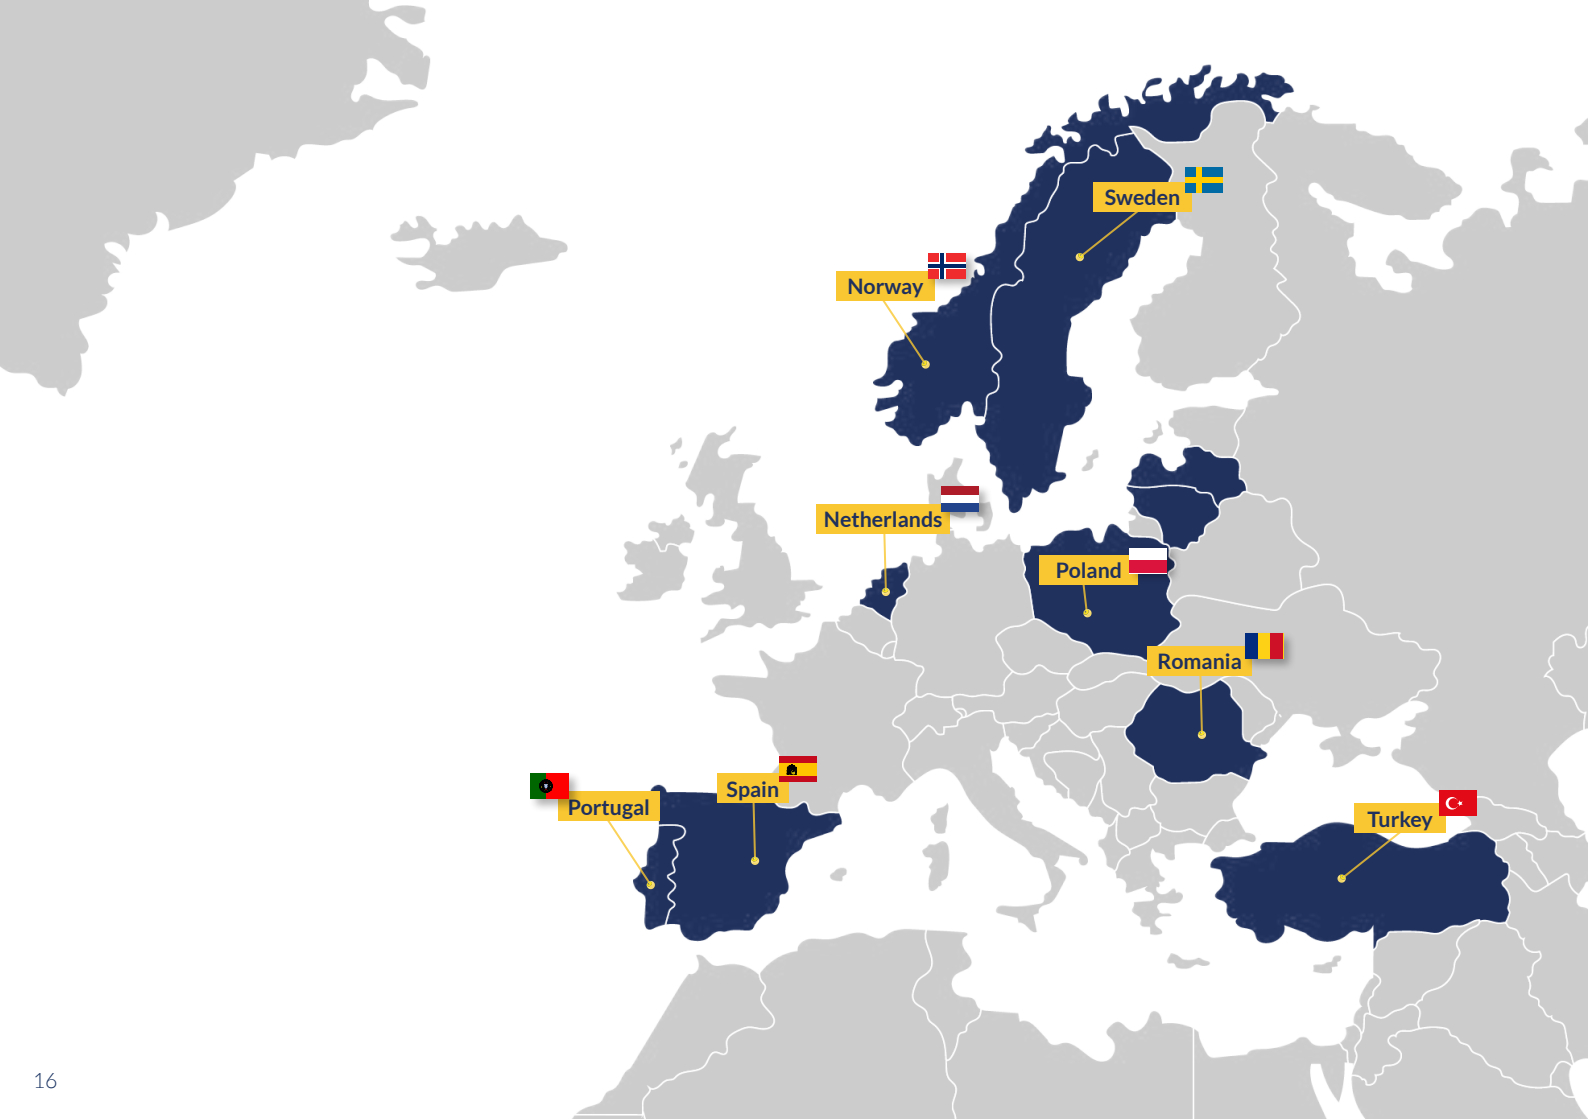 Sweden
Norway
Netherlands
Poland
Romania
Spain
Portugal
Turkey
16